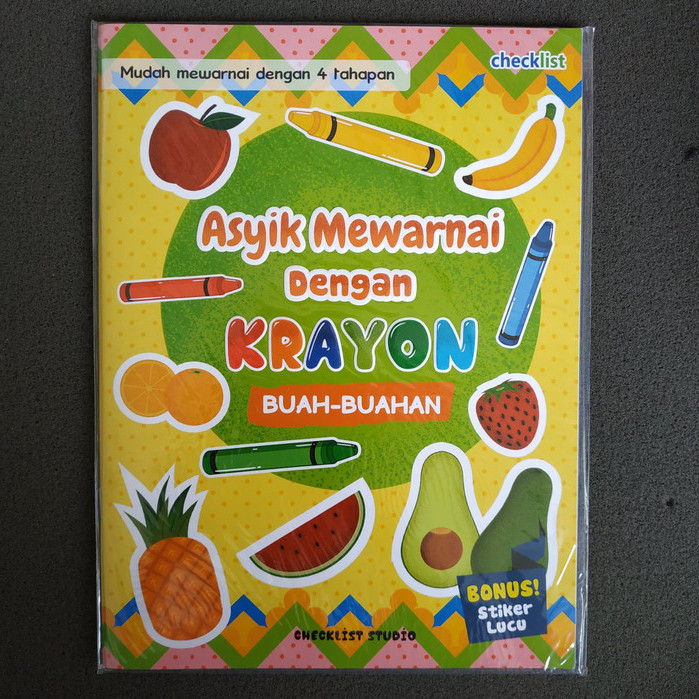 Mudah mewarnai dengan 4 tahapan
checklist
Asyik Mewarnai
Dengan
KRAYON
BUAH-BUAHAN
BONUS!
Stiker
Lucu
CHECKLIST STUDIO